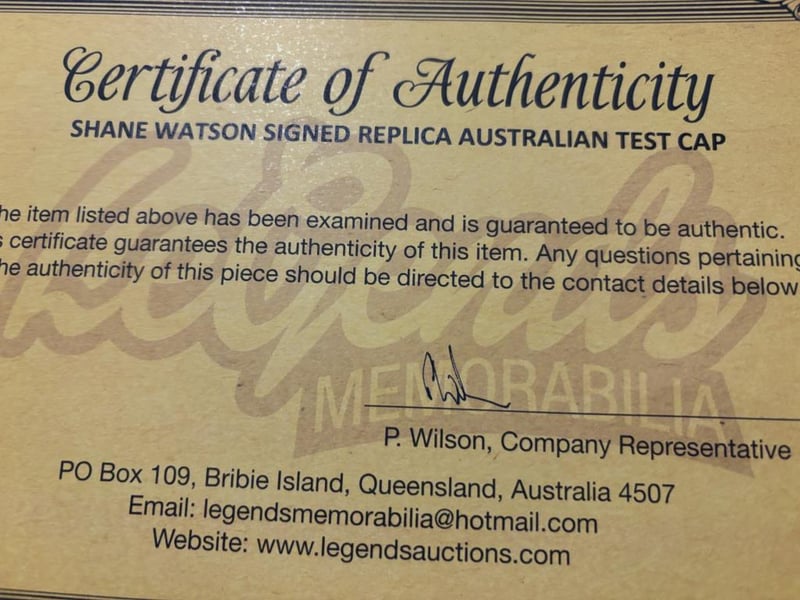 Certificate of Authenticity
SHANE WATSON SIGNED REPLICA AUSTRALIAN TEST CAP
he item listed above has been examined and is guaranteed to be authentic.
s certificate guarantees the authenticity of this item. Any questions pertaining
he authenticity of this piece should be directed to the contact details below
Legends
MEMORABILIA
P. Wilson, Company Representative
PO Box 109, Bribie Island, Queensland, Australia 4507
Email: legendsmemorabilia@hotmail.com
Website: www.legendsauctions.com